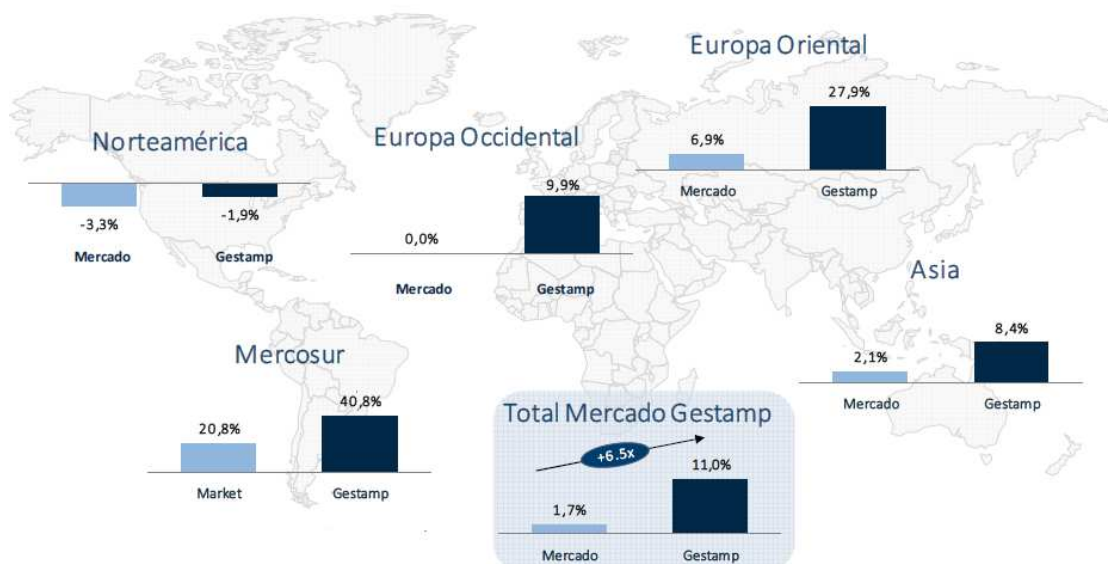 Europa Oriental
27,9%
6,9%
Mercado Gestamp
Norteamérica
-3,3% -1,9%
Mercado Gestamp
Europa Occidental
9,9%
0,0%
Mercado Gestamp
Asia
8,4%
2,1%
Mercado Gestamp
Mercosur
40,8%
20,8%
Market Gestamp
Total Mercado Gestamp
+6.5x
11,0%
1,7%
Mercado Gestamp